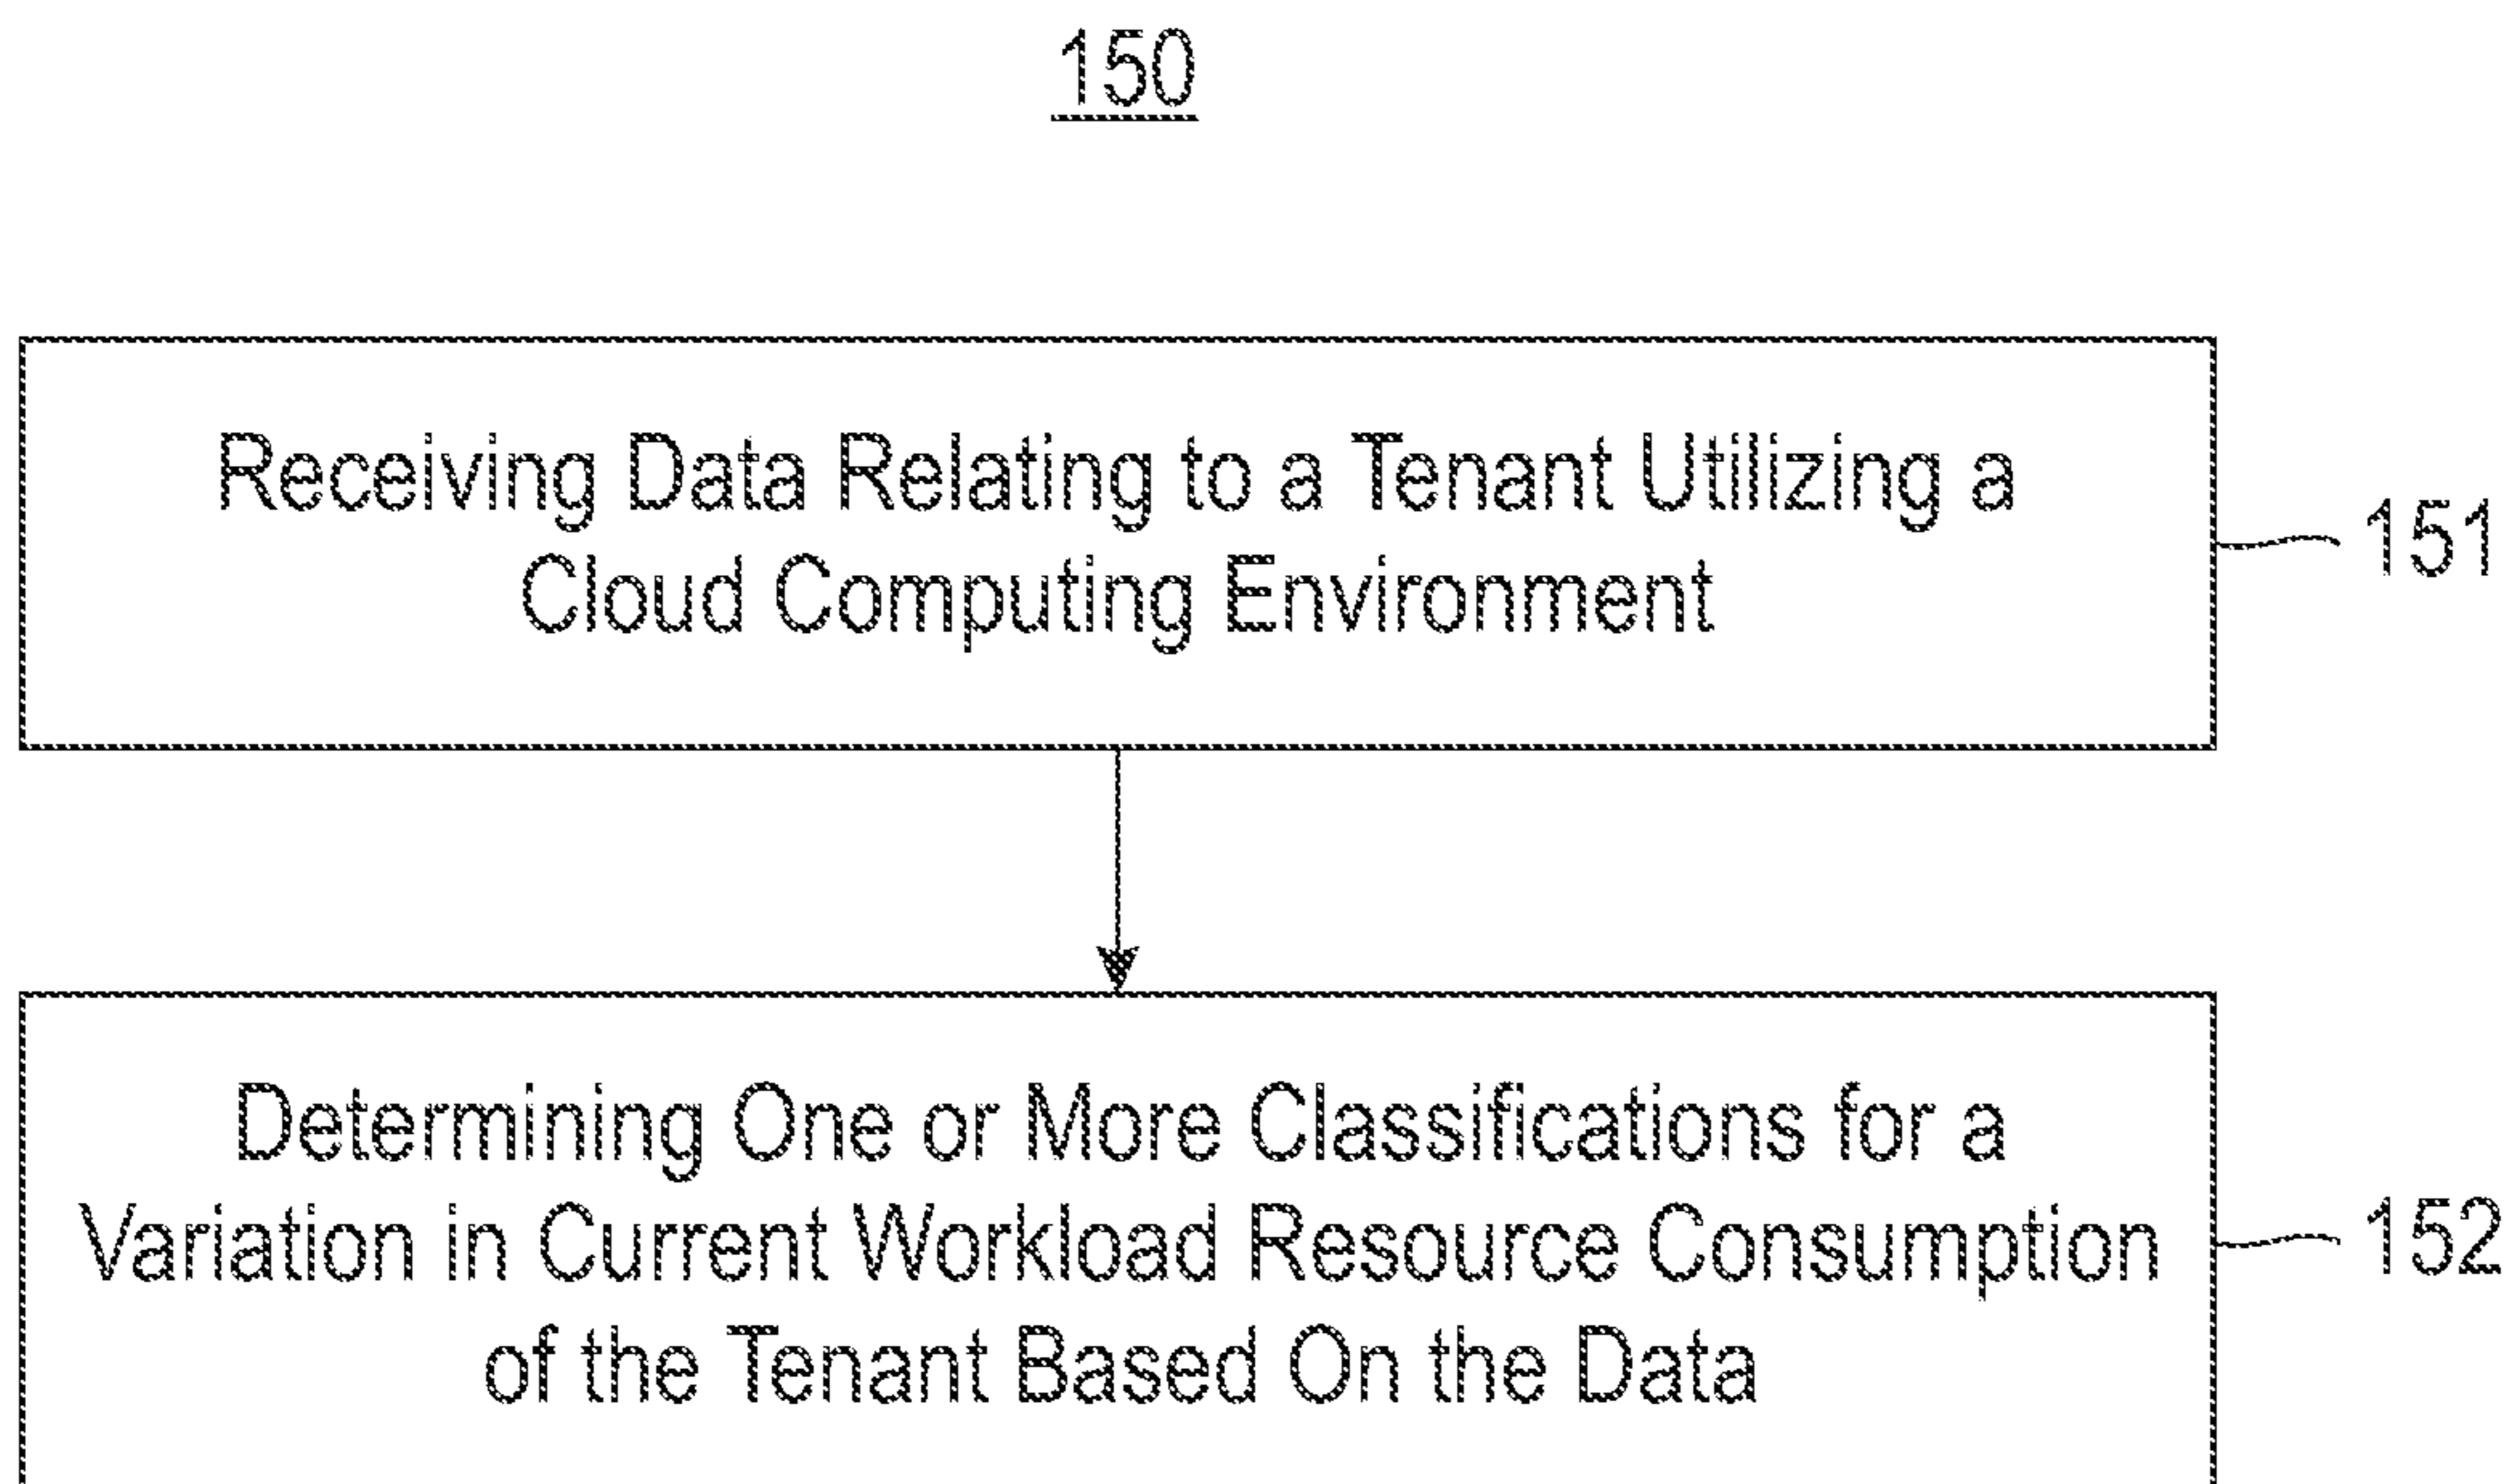 150
Receiving Data Relating to a Tenant Utilizing a
Cloud Computing Environment
151
Determining One or More Classifications for a
Variation in Current Workload Resource Consumption
of the Tenant Based On the Data
152